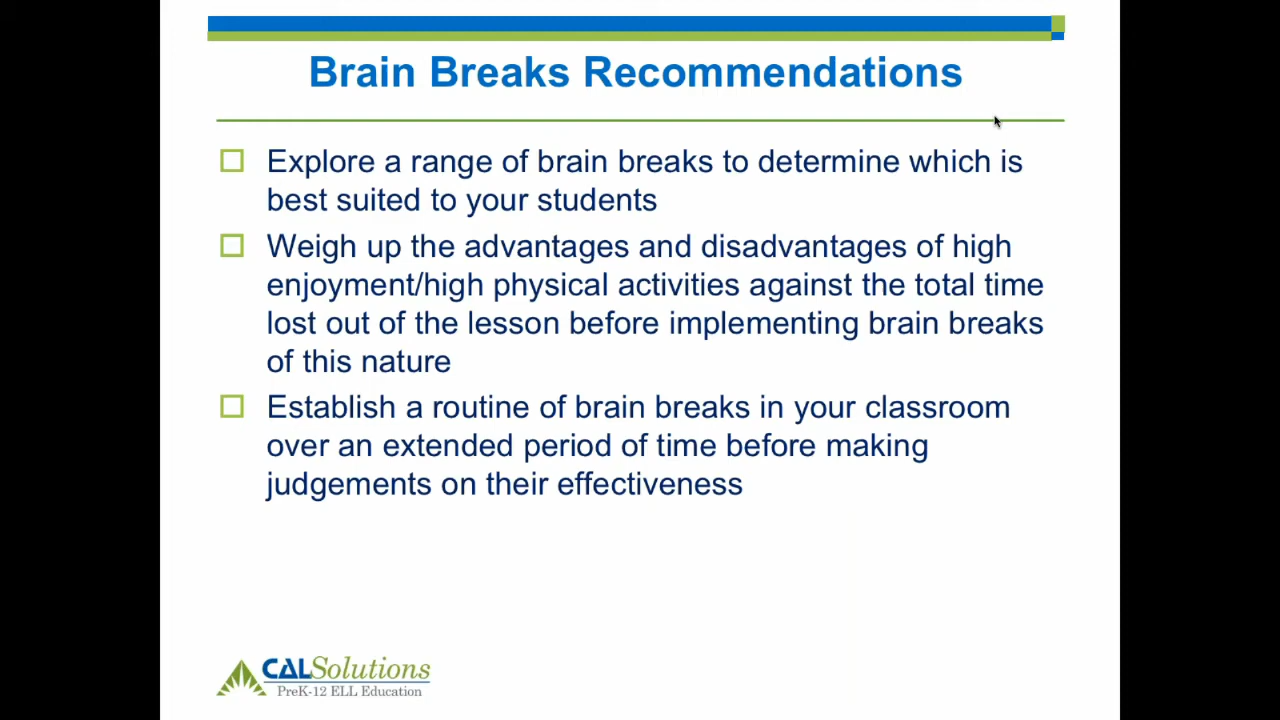 Brain Breaks Recommendations
Explore a range of brain breaks to determine which is
best suited to your students
Weigh up the advantages and disadvantages of high
enjoyment/high physical activities against the total time
lost out of the lesson before implementing brain breaks
of this nature
Establish a routine of brain breaks in your classroom
over an extended period of time before making
judgements on their effectiveness
CALSolutions
PreK-12 ELL Education